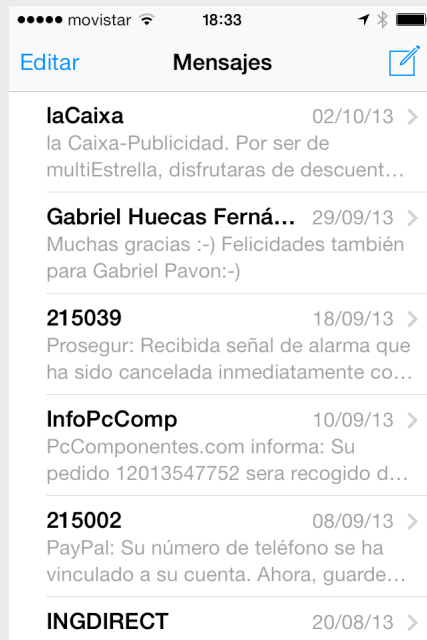 movistar 18:33
Editar Mensajes
laCaixa 02/10/13
la Caixa-Publicidad. Por ser de
multiEstrella, disfrutaras de descuent...
Gabriel Huecas Ferná... 29/09/13
Muchas gracias :-) Felicidades también
para Gabriel Pavon:-)
215039 18/09/13
Prosegur: Recibida señal de alarma que
ha sido cancelada inmediatamente co...
InfoPcComp 10/09/13
PcComponentes.com informa: Su
pedido 12013547752 sera recogido d...
215002 08/09/13
PayPal: Su número de teléfono se ha
vinculado a su cuenta. Ahora, guarde...
INGDIRECT 20/08/13